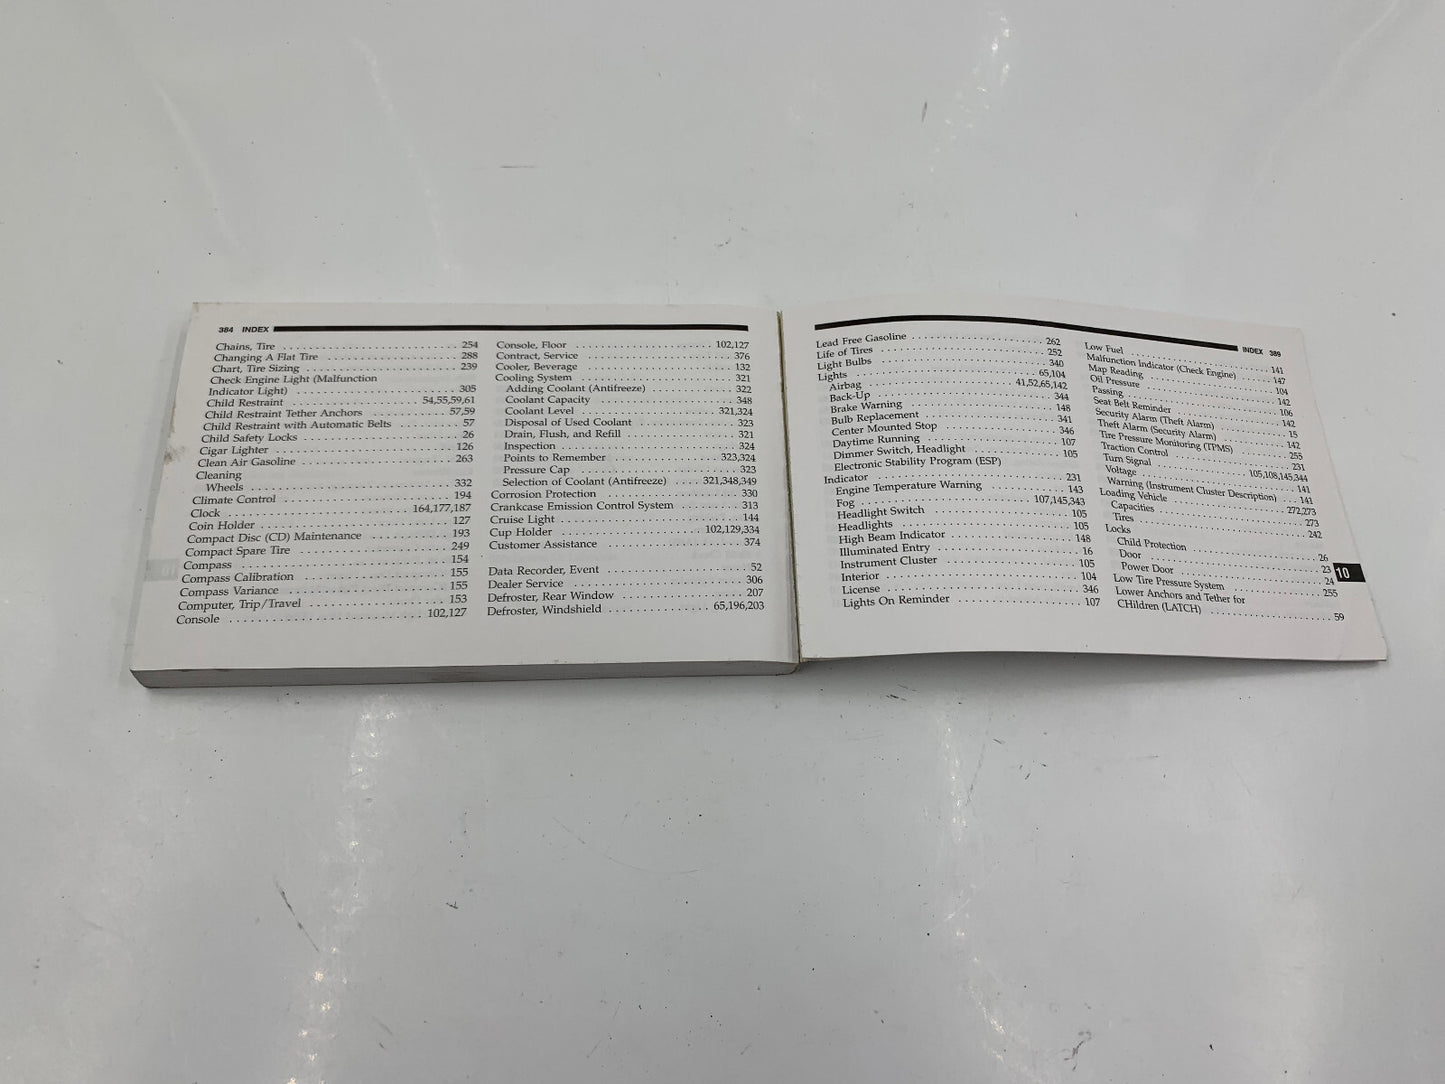 384 INDEX
Chains, Tire . . . 254
Changing A Flat Tire . . . 288
Chart, Tire Sizing . . . 239
Check Engine Light (Malfunction
Indicator Light) . . . 305
Child Restraint . . . 54,55,59,61
Child Restraint Tether Anchors . . . 57,59
Child Restraint with Automatic Belts . . . 57
Child Safety Locks . . . 26
Cigar Lighter . . . 126
Clean Air Gasoline . . . 263
Cleaning
Wheels . . . 332
Climate Control . . . 194
Clock . . . 164,177,187
Coin Holder . . . 127
Compact Disc (CD) Maintenance . . . 193
Compact Spare Tire . . . 249
Compass . . . 154
Compass Calibration . . . 155
Compass Variance . . . 155
Computer, Trip/Travel . . . 153
Console . . . 102,127
Console, Floor . . . 102,127
Contract, Service . . . 376
Cooler, Beverage . . . 132
Cooling System . . . 321
Adding Coolant (Antifreeze) . . . 322
Coolant Capacity . . . 348
Coolant Level . . . 321,324
Disposal of Used Coolant . . . 323
Drain, Flush, and Refill . . . 321
Inspection . . . 324
Points to Remember . . . 323,324
Pressure Cap . . . 323
Selection of Coolant (Antifreeze) . . . 321,348,349
Corrosion Protection . . . 330
Crankcase Emission Control System . . . 313
Cruise Light . . . 144
Cup Holder . . . 102,129,334
Customer Assistance . . . 374
Data Recorder, Event . . . 52
Dealer Service . . . 306
Defroster, Rear Window . . . 207
Defroster, Windshield . . . 65,196,203
INDEX 389
Lead Free Gasoline . . . 262
Life of Tires . . . 252
Light Bulbs . . . 340
Lights . . . 65,104
Airbag . . . 41,52,65,142
Back-Up . . . 344
Brake Warning . . . 148
Bulb Replacement . . . 341
Center Mounted Stop . . . 346
Daytime Running . . . 107
Dimmer Switch, Headlight . . . 105
Electronic Stability Program (ESP)
Indicator . . . 231
Engine Temperature Warning . . . 143
Fog . . . 107,145,343
Headlight Switch . . . 105
Headlights . . . 105
High Beam Indicator . . . 148
Illuminated Entry . . . 16
Instrument Cluster . . . 105
Interior . . . 104
License . . . 346
Lights On Reminder . . . 107
Low Fuel . . . 141
Malfunction Indicator (Check Engine) . . . 147
Map Reading . . . 104
Oil Pressure . . . 142
Passing . . . 106
Seat Belt Reminder . . . 142
Security Alarm (Theft Alarm) . . . 15
Theft Alarm (Security Alarm) . . . 142
Tire Pressure Monitoring (TPMS) . . . 255
Traction Control . . . 231
Turn Signal . . . 105,108,145,344
Voltage . . . 141
Warning (Instrument Cluster Description) . . . 141
Loading Vehicle . . . 272,273
Capacities . . . 273
Tires . . . 242
Locks
Child Protection . . . 26
Door . . . 23
Power Door . . . 24
Low Tire Pressure System . . . 255
Lower Anchors and Tether for
CHildren (LATCH) . . . 59
10